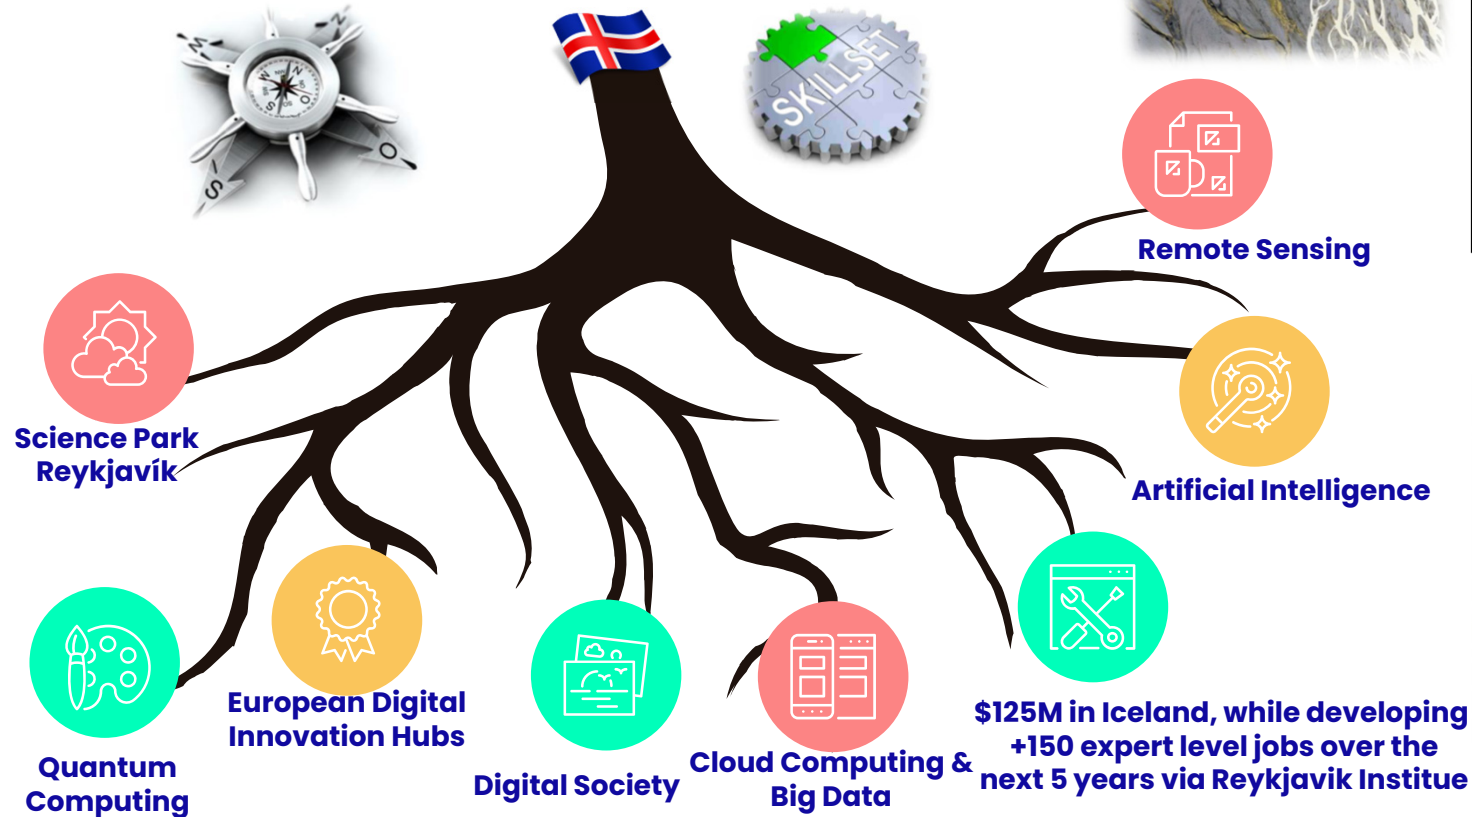 SKILLSET
N
O
S
Remote Sensing
Science Park
Reykjavík
Artificial Intelligence
European Digital
Innovation Hubs
Quantum
Computing
Digital Society
Cloud Computing &
Big Data
$125M in Iceland, while developing
+150 expert level jobs over the
next 5 years via Reykjavik Institue